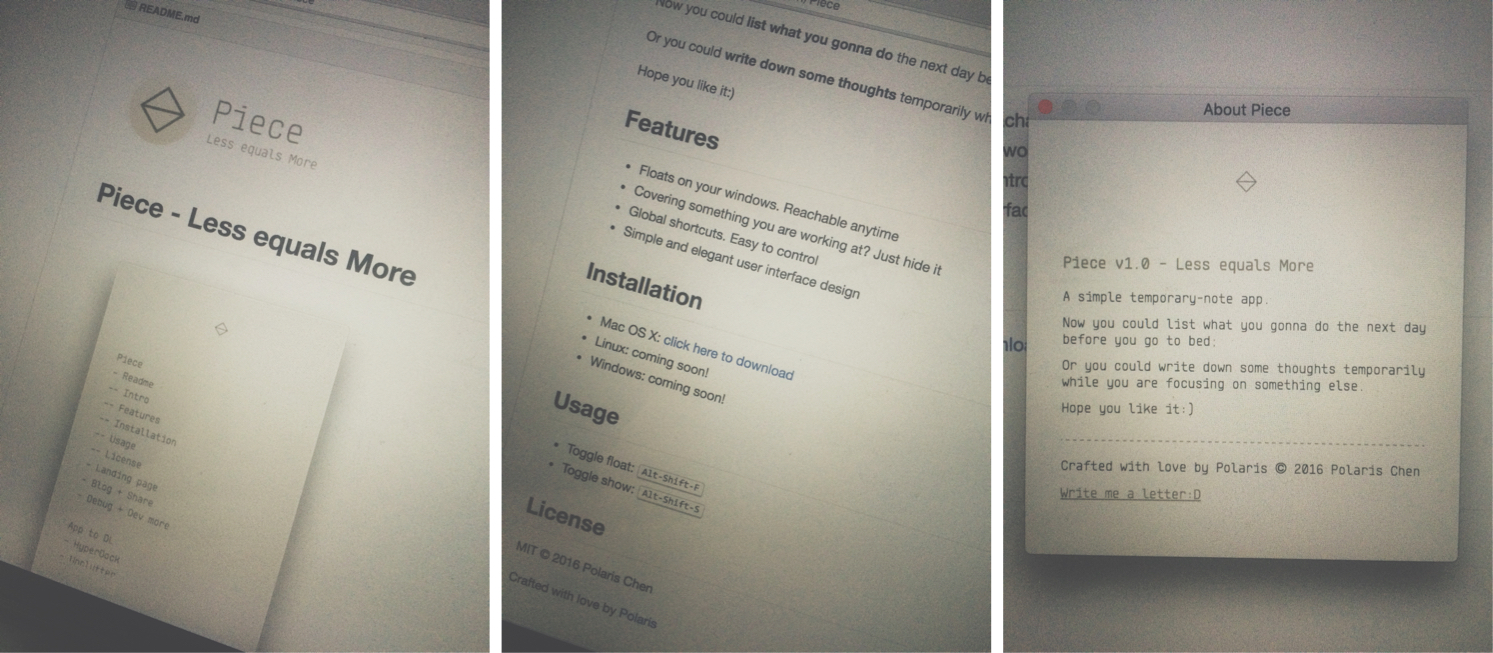 README.md
Piece
Less equals More
Piece - Less equals More
Piece
- Readme
-- Intro
-- Features
-- Installation
-- Usage
-- License
- Landing page
- Blog + Share
- Debug + Dev more
App to
- HyperDock
Piece
Now you could list what you gonna do the next day
Or you could write down some thoughts temporarily
Hope you like it:)
Features
• Floats on your windows. Reachable anytime
• Covering something you are working at? Just hide it
• Global shortcuts. Easy to control
• Simple and elegant user interface design
Installation
• Mac OS X: click here to download
• Linux: coming soon!
• Windows: coming soon!
Usage
• Toggle float: Alt-Shift-F
• Toggle show: Alt-Shift-S
License
MIT © 2016 Polaris Chen
Crafted with love by Polaris
About Piece
Piece v1.0 - Less equals More
A simple temporary-note app.
Now you could list what you gonna do the next day
before you go to bed;
Or you could write down some thoughts temporarily
while you are focusing on something else.
Hope you like it:)
Crafted with love by Polaris © 2016 Polaris Chen
Write me a letter:D